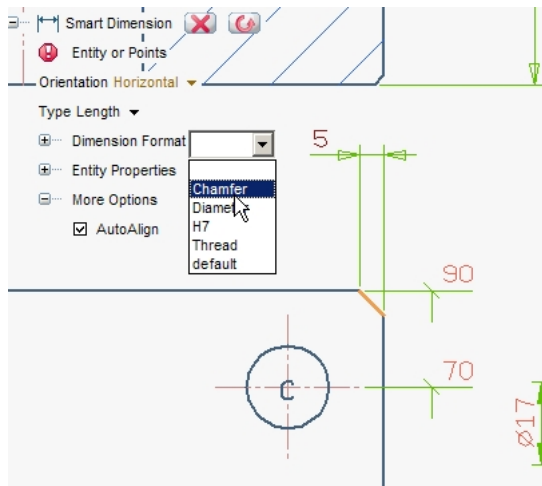 Smart Dimension
Entity or Points
Orientation Horizontal
Type Length
Dimension Format
Entity Properties
More Options
AutoAlign
Chamfer
Diameter
H7
Thread
default
5
90
70
ø17
C